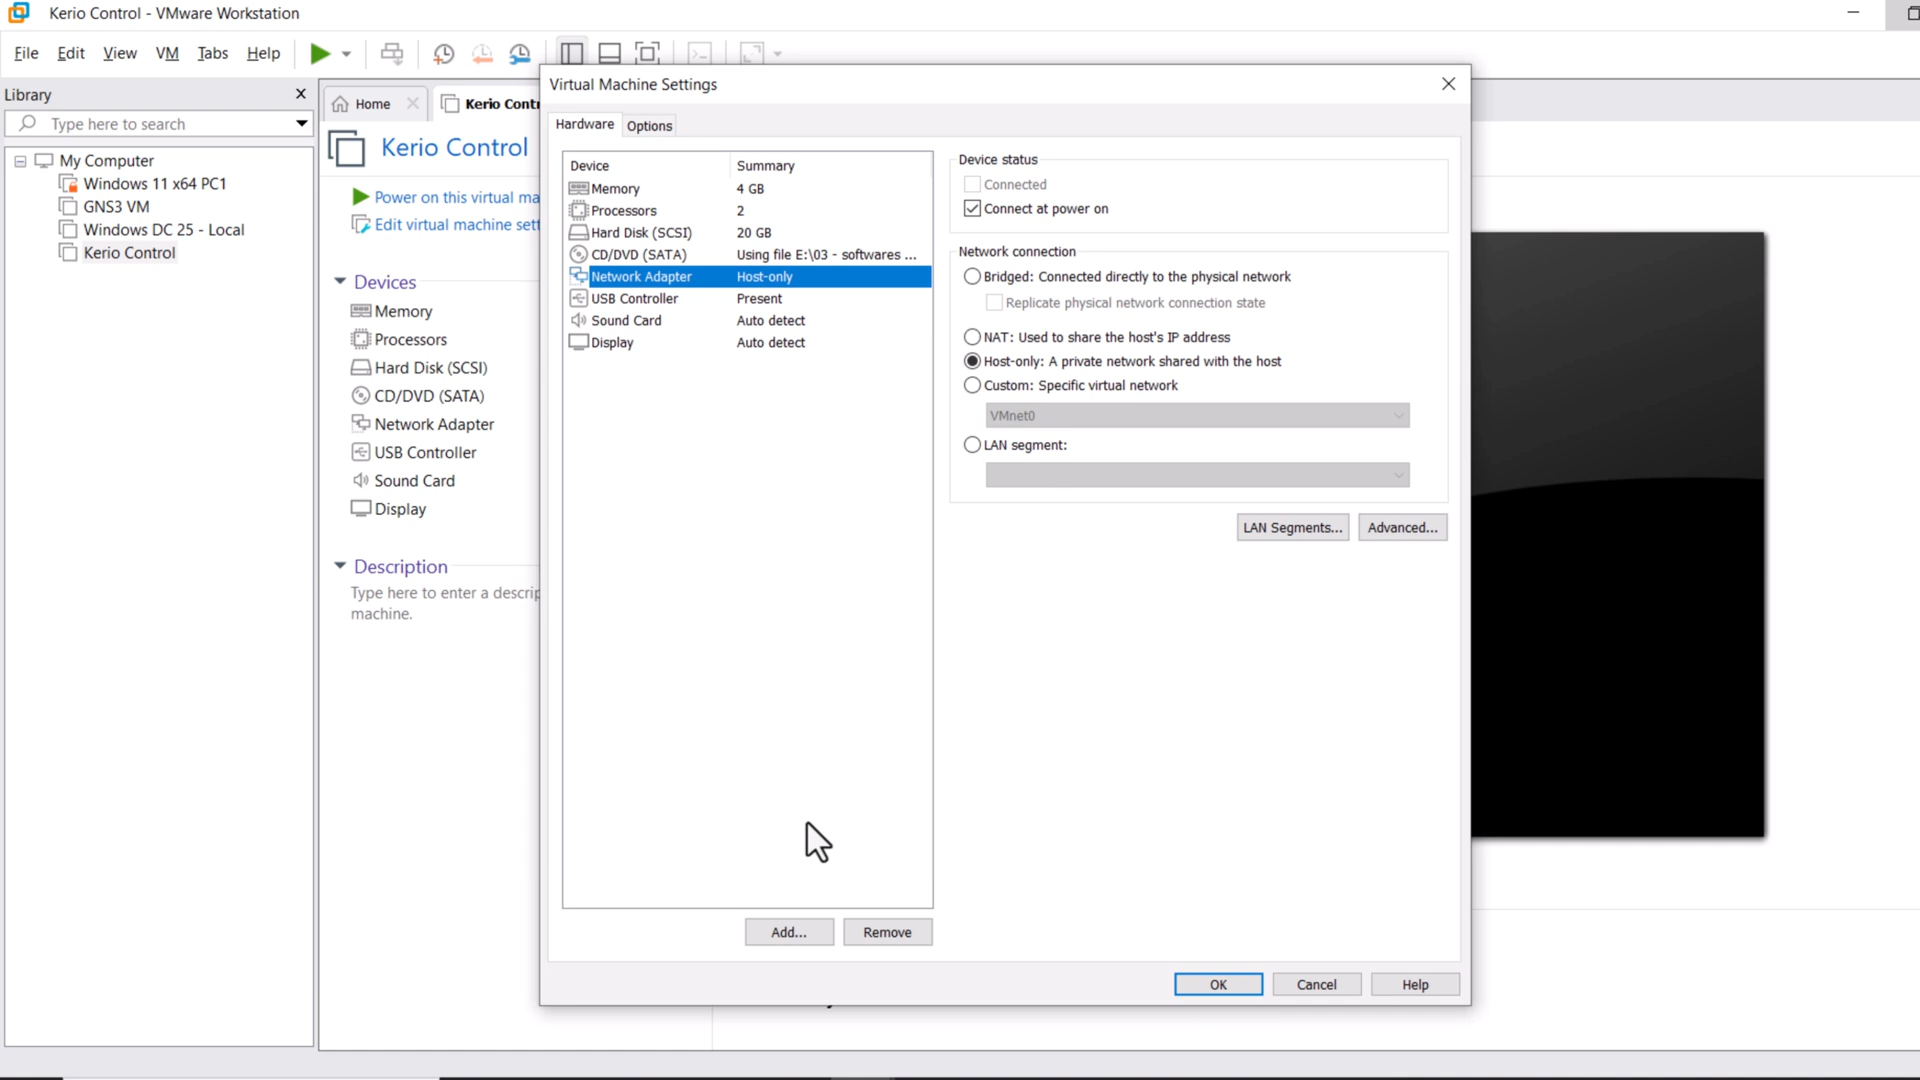 Kerio Control - VMware Workstation
File Edit View VM Tabs Help
Library
Type here to search
My Computer
Windows 11 x64 PC1
GNS3 VM
Windows DC 25 - Local
Kerio Control
Home
Kerio Contr
Kerio Control
Power on this virtual ma
Edit virtual machine sett
Devices
Memory
Processors
Hard Disk (SCSI)
CD/DVD (SATA)
Network Adapter
USB Controller
Sound Card
Display
Description
Type here to enter a descrip
machine.
Virtual Machine Settings
Hardware Options
Device Summary
Memory 4 GB
Processors 2
Hard Disk (SCSI) 20 GB
CD/DVD (SATA) Using file E:\03 - softwares ...
Network Adapter Host-only
USB Controller Present
Sound Card Auto detect
Display Auto detect
Add... Remove
Device status
Connected
Connect at power on
Network connection
Bridged: Connected directly to the physical network
Replicate physical network connection state
NAT: Used to share the host's IP address
Host-only: A private network shared with the host
Custom: Specific virtual network
VMnet0
LAN segment:
LAN Segments... Advanced...
OK Cancel Help